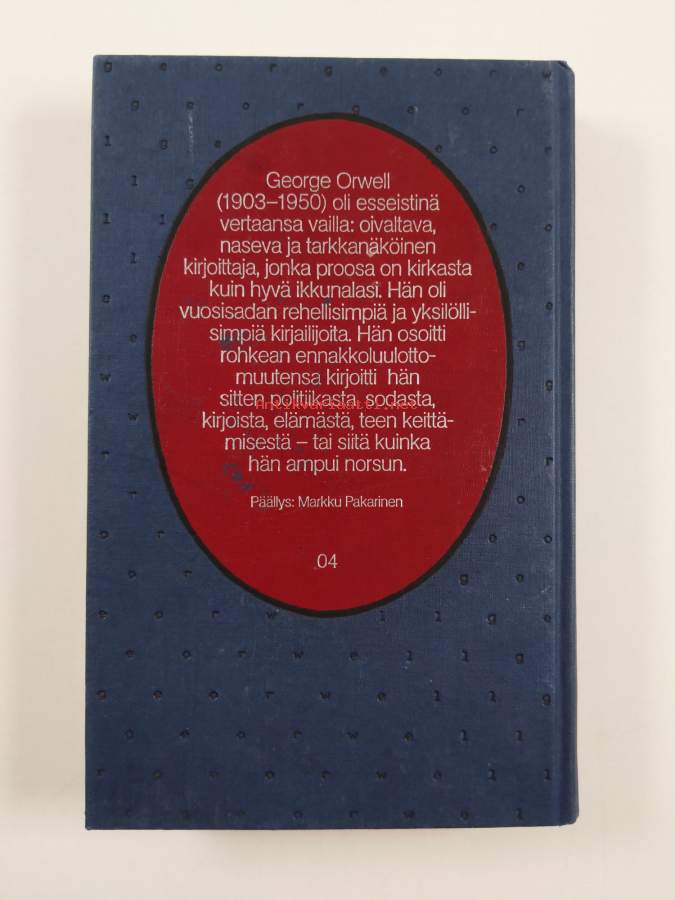 George Orwell
(1903–1950) oli esseistinä
vertaansa vailla: oivaltava,
naseva ja tarkkanäköinen
kirjoittaja, jonka proosa on kirkasta
kuin hyvä ikkunalasi. Hän oli
vuosisadan rehellisimpiä ja yksilölli-
simpiä kirjailijoita. Hän osoitti
rohkean ennakkoluulotto-
muutensa kirjoitti hän
sitten politiikasta, sodasta,
Antikvariaatti.net
kirjoista, elämästä, teen keittä-
misestä – tai siitä kuinka
hän ampui norsun.
Päällys: Markku Pakarinen
04